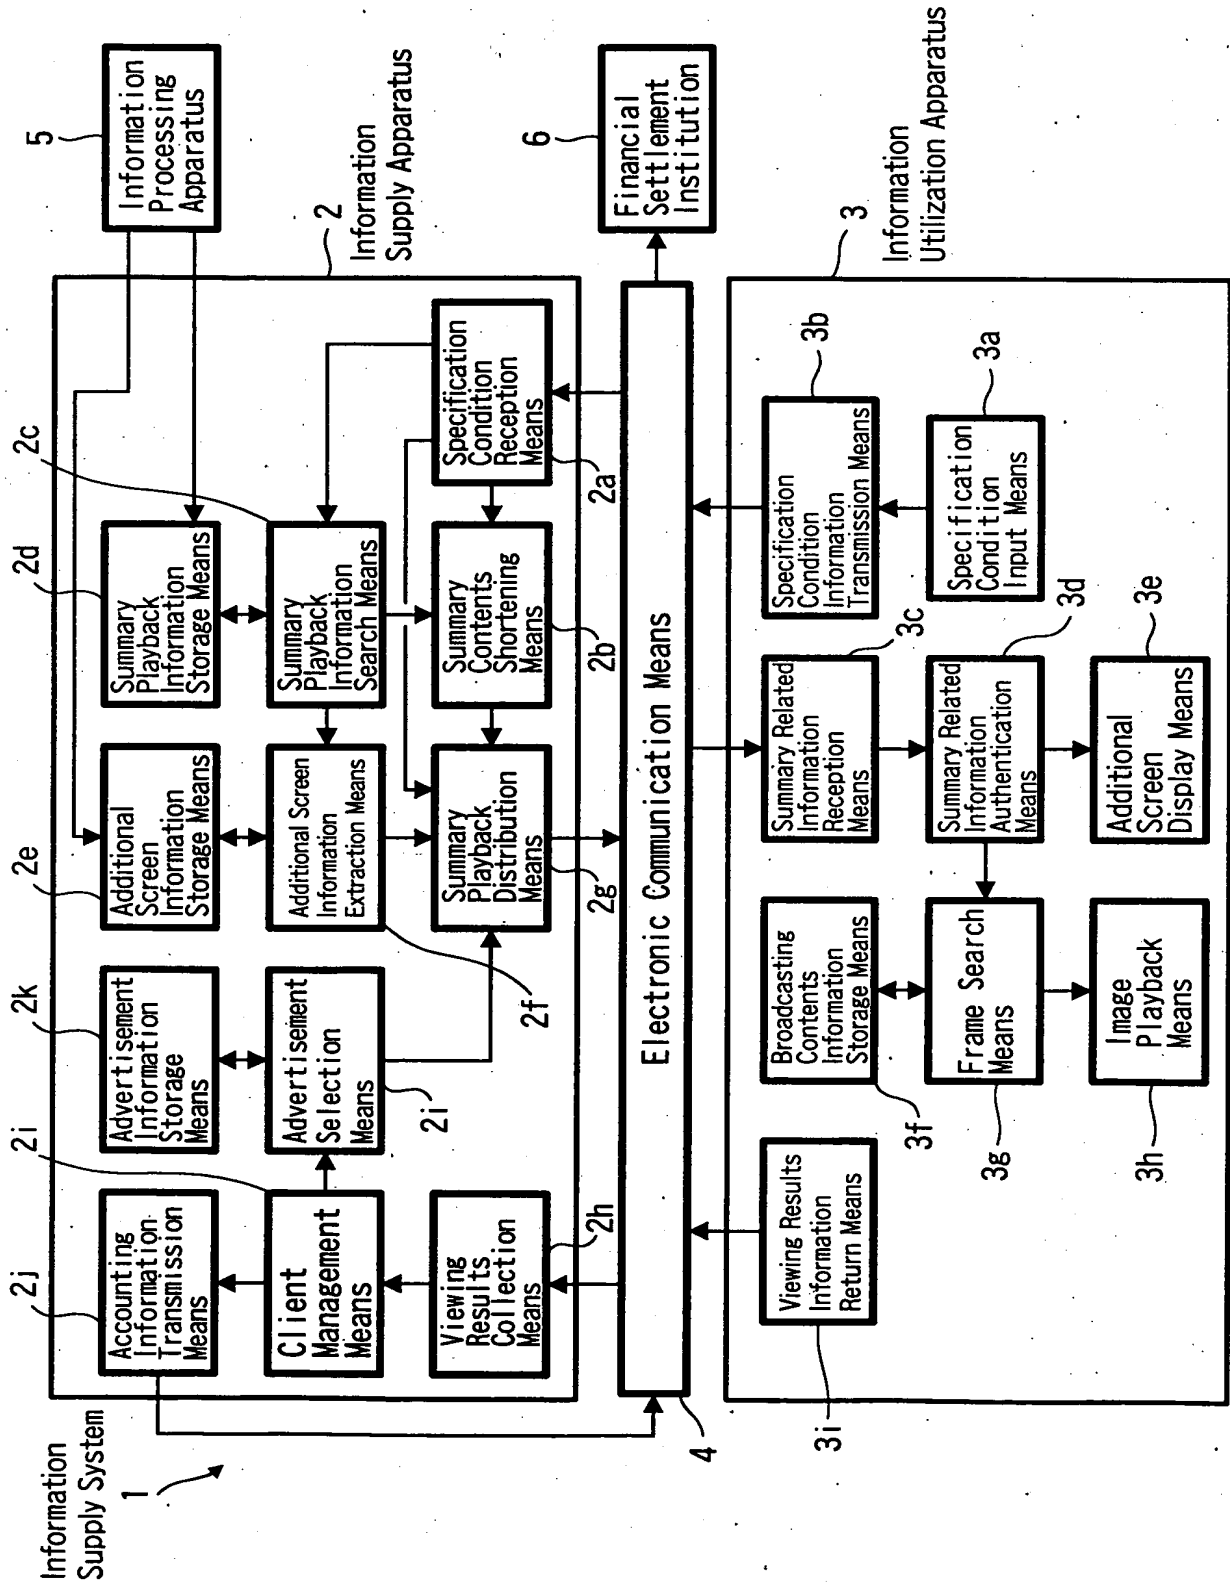 Information
Supply System
1
5
Information
Processing
Apparatus
2
Information
Supply Apparatus
2j
Accounting
Information
Transmission
Means
2k
Advertisement
Information
Storage
Means
2e
Additional
Screen
Information
Storage Means
2d
Summary
Playback
Information
Storage Means
2i
Client
Management
Means
Advertisement
Selection
Means
2i
Additional Screen
Information
Extraction Means
2f
2c
Summary
Playback
Information
Search Means
Viewing
Results
Collection
Means
2h
Summary
Playback
Distribution
Means
2g
Summary
Contents
Shortening
Means
2b
Specification
Condition
Reception
Means
2a
4
Electronic Communication Means
6
Financial
Settlement
Institution
3
Information
Utilization Apparatus
Viewing Results
Information
Return Means
3i
Broadcasting
Contents
Information
Storage Means
3f
Summary Related
Information
Reception
Means
3c
Specification
Condition
Information
Transmission Means
3b
Frame Search
Means
3g
Summary Related
Information
Authentication
Means
3d
Specification
Condition
Input Means
3a
Image
Playback
Means
3h
Additional
Screen
Display Means
3e